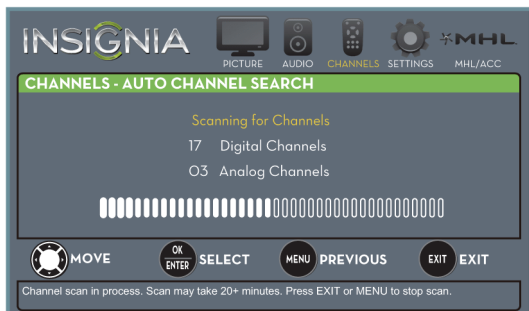 INSIGNIA
PICTURE AUDIO CHANNELS SETTINGS MHL MHL/ACC
CHANNELS - AUTO CHANNEL SEARCH
Scanning for Channels
17 Digital Channels
03 Analog Channels
MOVE OK ENTER SELECT MENU PREVIOUS EXIT EXIT
Channel scan in process. Scan may take 20+ minutes. Press EXIT or MENU to stop scan.